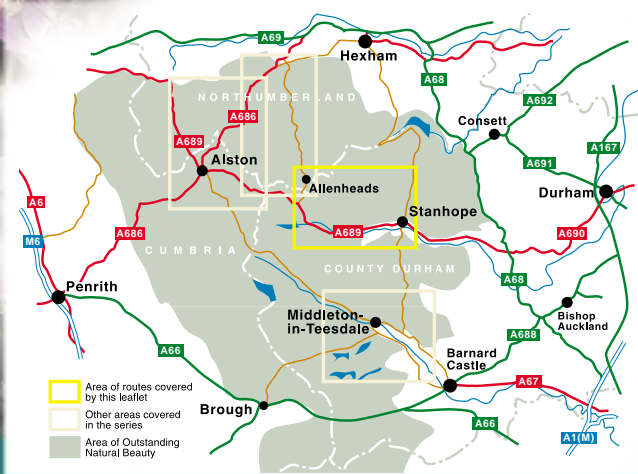 A69
Hexham
A68
NORTHUMBERLAND
A686
A692
Consett
A689
A691
A167
Alston
Allenheads
Durham
A6
Stanhope
M6
A686
A689
A690
CUMBRIA
COUNTY DURHAM
A68
Penrith
Middleton-
in-Teesdale
Bishop
Auckland
A688
A66
Barnard
Castle
A67
Area of routes covered
by this leaflet
Brough
Other areas covered
in the series
A66
A1(M)
Area of Outstanding
Natural Beauty